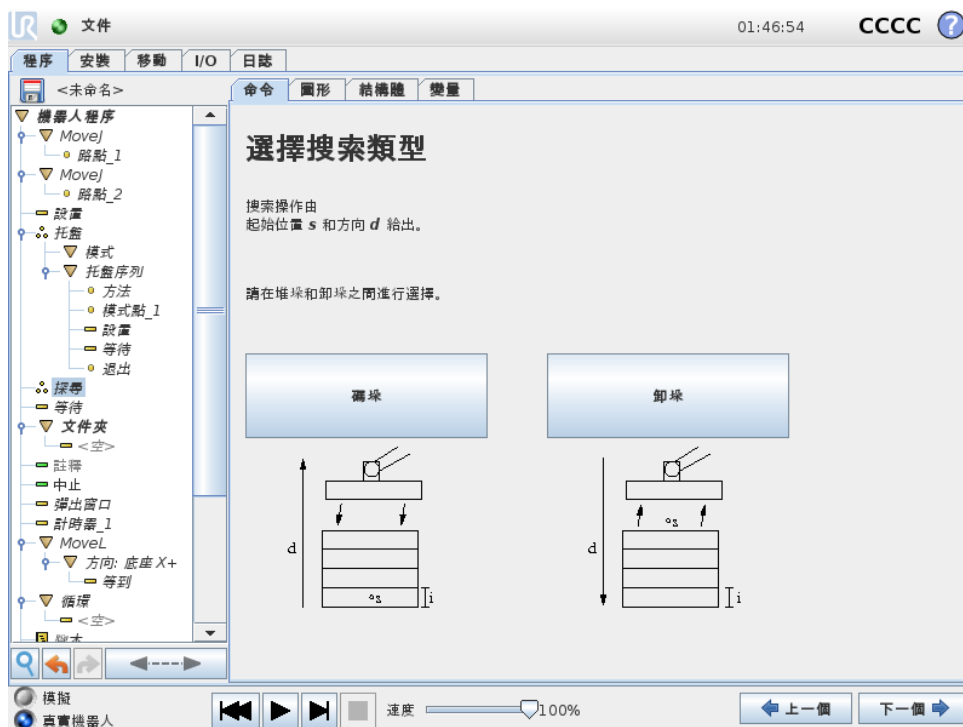 UR
文件
01:46:54
CCCC
?
程序 安裝 移動 I/O 日誌
<未命名>
命令 圖形 結構體 變量
機器人程序
MoveJ
路點_1
MoveJ
路點_2
設置
托盤
模式
托盤序列
方法
模式點_1
設置
等待
退出
探尋
等待
文件夾
<空>
註釋
中止
彈出窗口
計時器_1
MoveL
方向: 底座 X+
等到
循環
<空>
選擇搜索類型
搜索操作由
起始位置 s 和方向 d 給出。
請在堆垛和卸垛之間進行選擇。
碼垛
卸垛
d
s
i
d
s
i
模擬
真實機器人
速度
100%
上一個
下一個